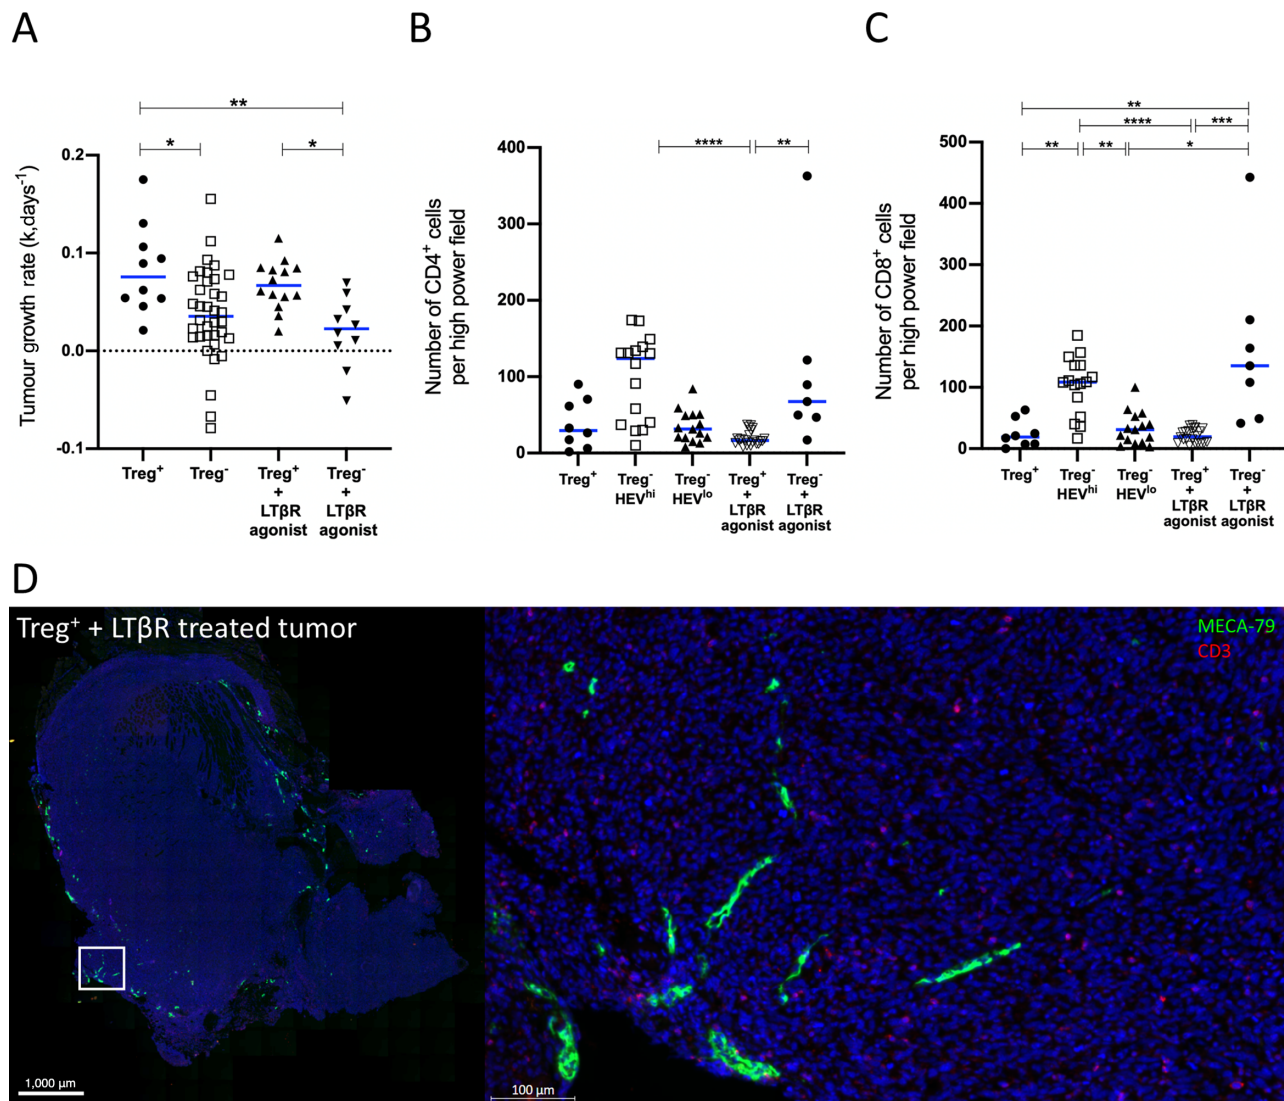 A
**
*
*
Tumour growth rate (k,days⁻¹)
0.2
0.1
0.0
-0.1
Treg⁺
Treg⁻
Treg⁺
+
LTβR
agonist
Treg⁻
+
LTβR
agonist
B
****
**
Number of CD4⁺ cells
per high power field
400
300
200
100
0
Treg⁺
Treg⁻
HEVʰⁱ
Treg⁻
HEVˡᵒ
Treg⁺
+
LTβR
agonist
Treg⁻
+
LTβR
agonist
C
**
****
***
**
**
*
Number of CD8⁺ cells
per high power field
500
400
300
200
100
0
Treg⁺
Treg⁻
HEVʰⁱ
Treg⁻
HEVˡᵒ
Treg⁺
+
LTβR
agonist
Treg⁻
+
LTβR
agonist
D
Treg⁺ + LTβR treated tumor
MECA-79
CD3
1,000 µm
100 µm